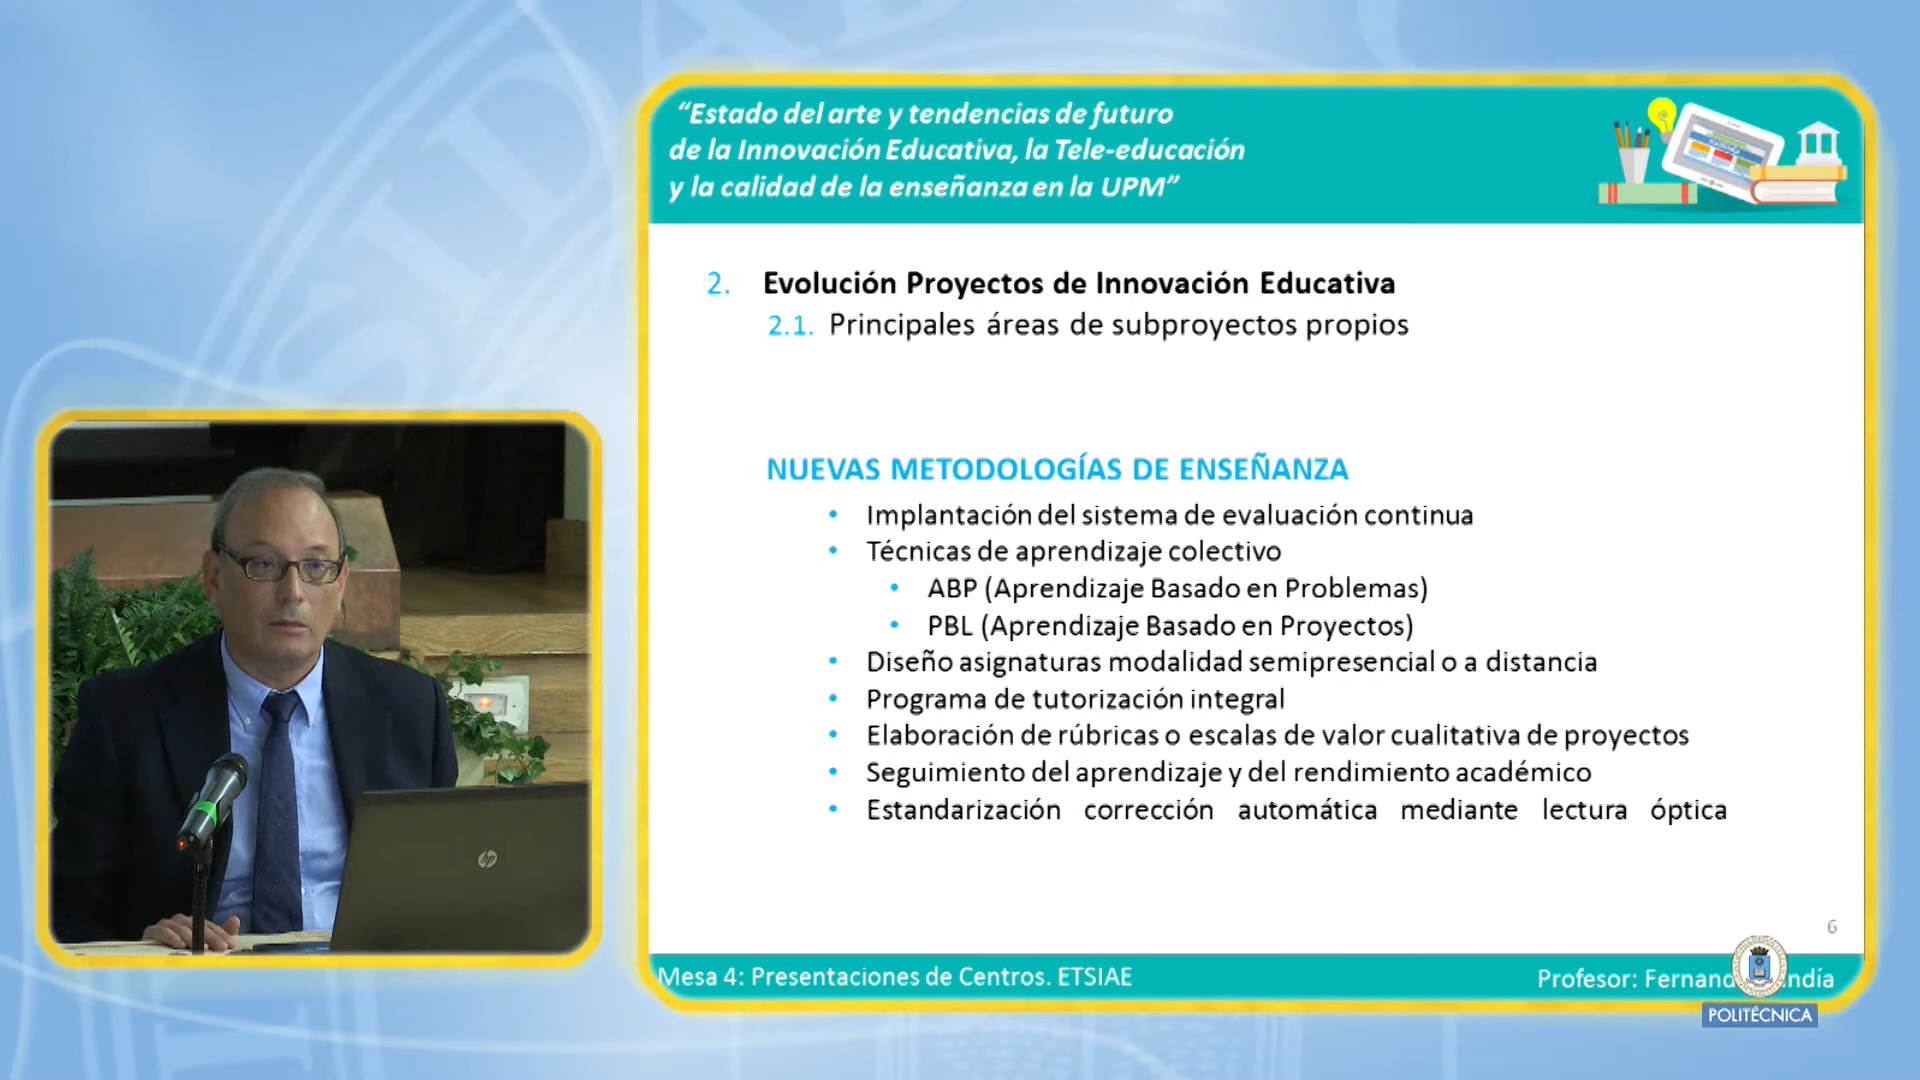 “Estado del arte y tendencias de futuro
de la Innovación Educativa, la Tele-educación
y la calidad de la enseñanza en la UPM”
2. Evolución Proyectos de Innovación Educativa
2.1. Principales áreas de subproyectos propios
NUEVAS METODOLOGÍAS DE ENSEÑANZA
• Implantación del sistema de evaluación continua
• Técnicas de aprendizaje colectivo
• ABP (Aprendizaje Basado en Problemas)
• PBL (Aprendizaje Basado en Proyectos)
• Diseño asignaturas modalidad semipresencial o a distancia
• Programa de tutorización integral
• Elaboración de rúbricas o escalas de valor cualitativa de proyectos
• Seguimiento del aprendizaje y del rendimiento académico
• Estandarización corrección automática mediante lectura óptica
6
Mesa 4: Presentaciones de Centros. ETSIAE
Profesor:
POLITÉCNICA
hp